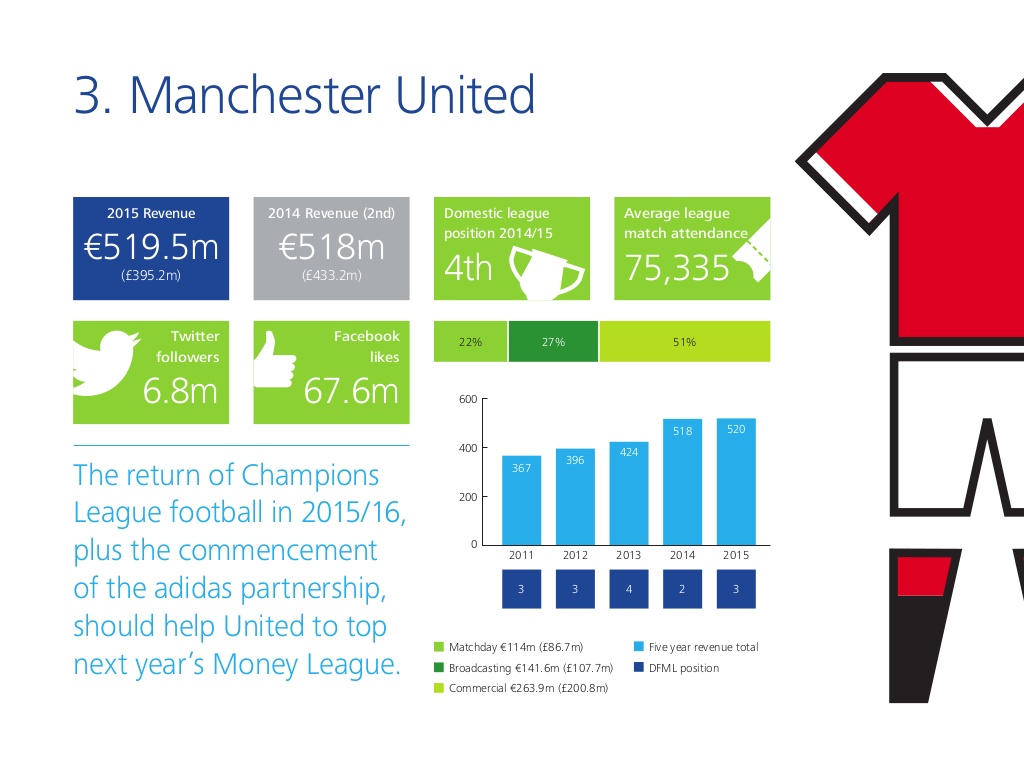 3. Manchester United
2015 Revenue
€519.5m
(£395.2m)
2014 Revenue (2nd)
€518m
(£433.2m)
Domestic league
position 2014/15
4th
Average league
match attendance
75,335
Twitter
followers
6.8m
Facebook
likes
67.6m
22% 27% 51%
The return of Champions
League football in 2015/16,
plus the commencement
of the adidas partnership,
should help United to top
next year’s Money League.
600
400
200
0
367 396 424 518 520
2011 2012 2013 2014 2015
3 3 4 2 3
Matchday €114m (£86.7m)
Broadcasting €141.6m (£107.7m)
Commercial €263.9m (£200.8m)
Five year revenue total
DFML position